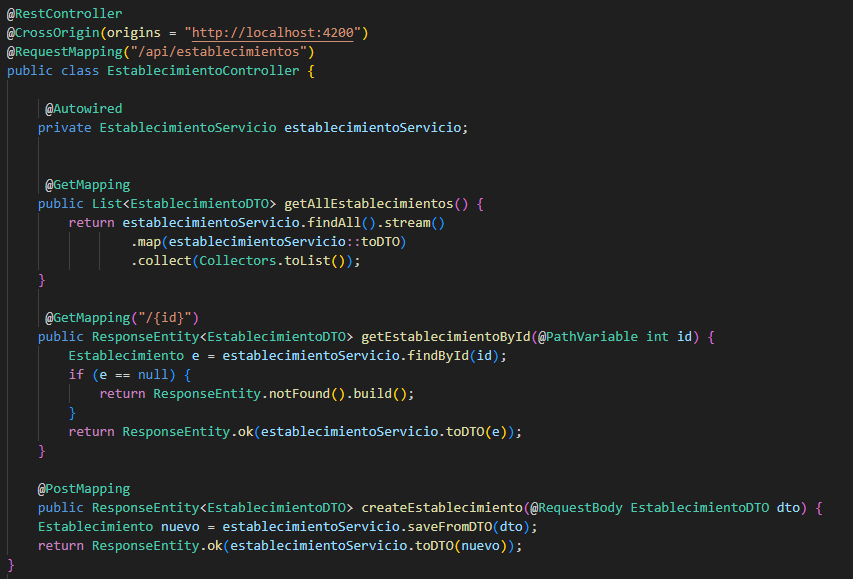 @RestController
@CrossOrigin(origins = "http://localhost:4200")
@RequestMapping("/api/establecimientos")
public class EstablecimientoController {
@Autowired
private EstablecimientoServicio establecimientoServicio;
@GetMapping
public List<EstablecimientoDTO> getAllEstablecimientos() {
return establecimientoServicio.findAll().stream()
.map(establecimientoServicio::toDTO)
.collect(Collectors.toList());
}
@GetMapping("/{id}")
public ResponseEntity<EstablecimientoDTO> getEstablecimientoById(@PathVariable int id) {
Establecimiento e = establecimientoServicio.findById(id);
if (e == null) {
return ResponseEntity.notFound().build();
}
return ResponseEntity.ok(establecimientoServicio.toDTO(e));
}
@PostMapping
public ResponseEntity<EstablecimientoDTO> createEstablecimiento(@RequestBody EstablecimientoDTO dto) {
Establecimiento nuevo = establecimientoServicio.saveFromDTO(dto);
return ResponseEntity.ok(establecimientoServicio.toDTO(nuevo));
}